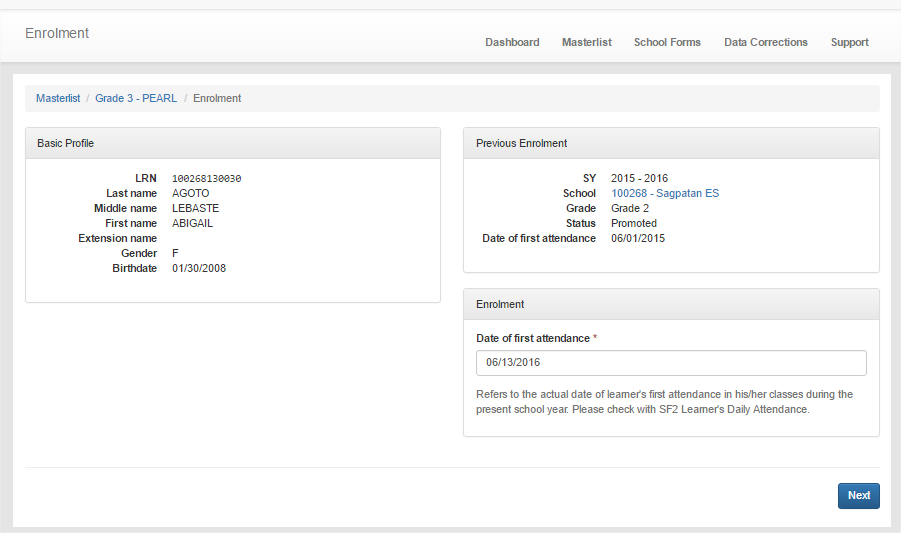 Enrolment
Dashboard Masterlist School Forms Data Corrections Support
Masterlist / Grade 3 - PEARL / Enrolment
Basic Profile
LRN 100268130030
Last name AGOTO
Middle name LEBASTE
First name ABIGAIL
Extension name
Gender F
Birthdate 01/30/2008
Previous Enrolment
SY 2015 - 2016
School 100268 - Sagpatan ES
Grade Grade 2
Status Promoted
Date of first attendance 06/01/2015
Enrolment
Date of first attendance *
06/13/2016
Refers to the actual date of learner's first attendance in his/her classes during the
present school year. Please check with SF2 Learner's Daily Attendance.
Next